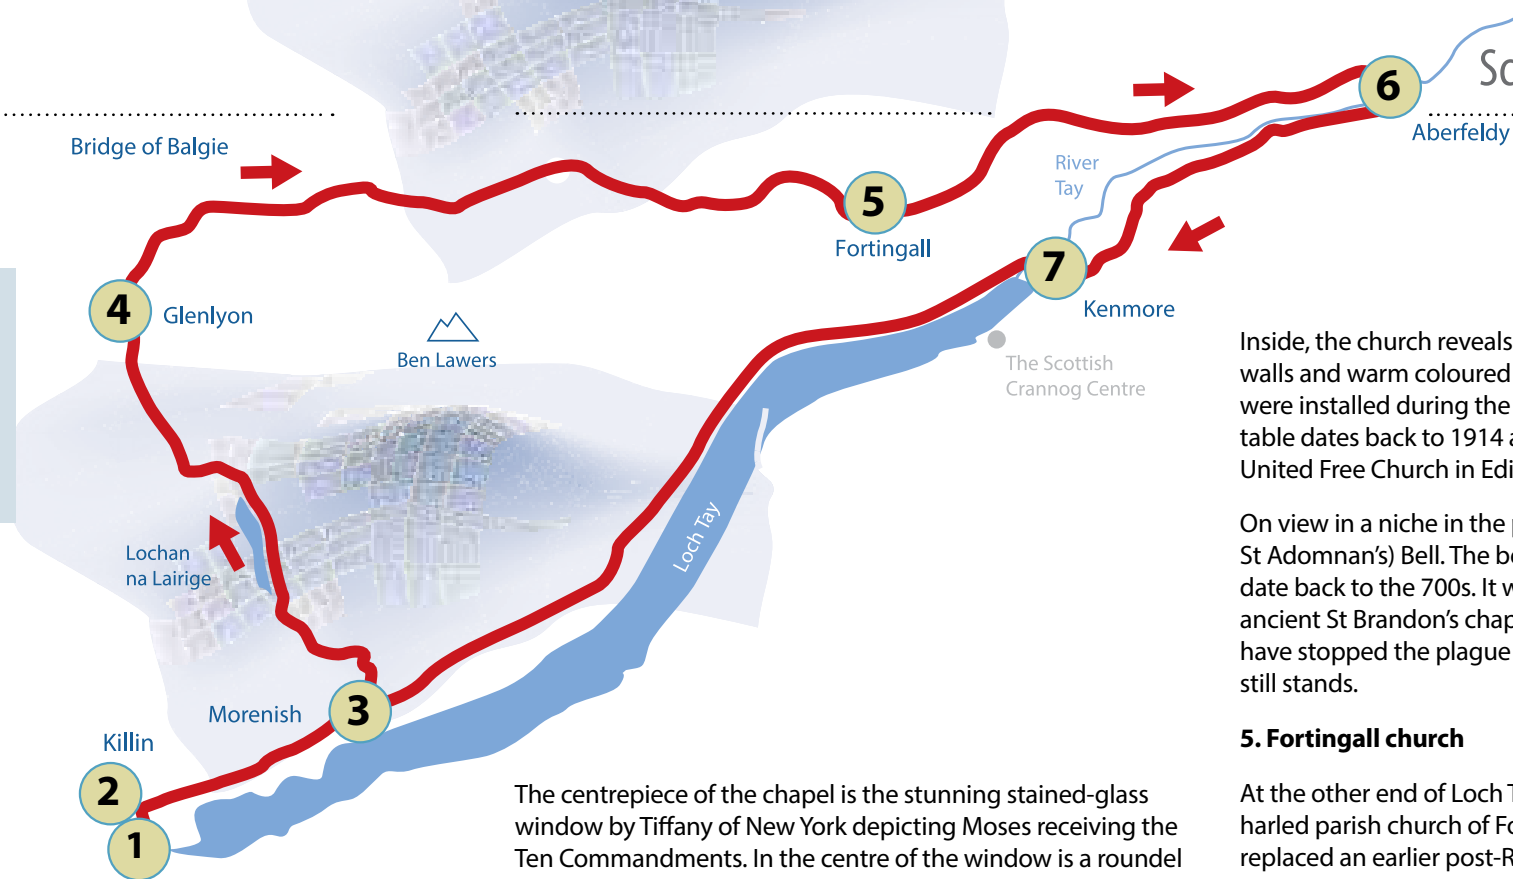 So
6
Aberfeldy
Bridge of Balgie
River
Tay
5
Fortingall
7
Kenmore
4
Glenlyon
Ben Lawers
The Scottish
Crannog Centre
Loch Tay
Lochan
na Lairige
Morenish
3
Killin
2
1
The centrepiece of the chapel is the stunning stained-glass
window by Tiffany of New York depicting Moses receiving the
Ten Commandments. In the centre of the window is a roundel
Inside, the church reveals
walls and warm coloured
were installed during the
table dates back to 1914 a
United Free Church in Edi
On view in a niche in the p
St Adomnan’s) Bell. The be
date back to the 700s. It w
ancient St Brandon’s chap
have stopped the plague
still stands.
5. Fortingall church
At the other end of Loch T
harled parish church of Fo
replaced an earlier post-R